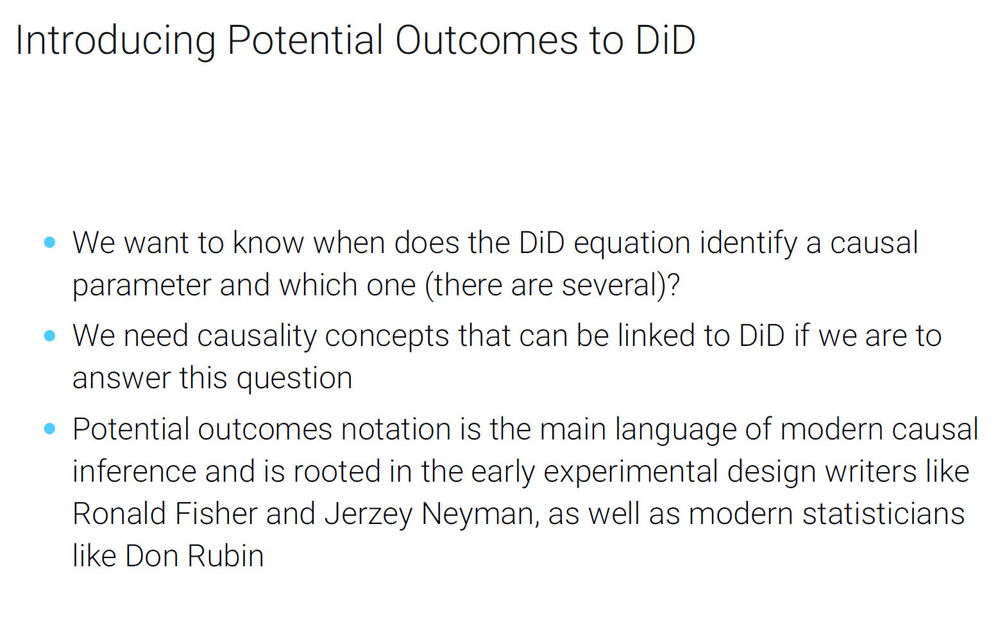 Introducing Potential Outcomes to DiD
• We want to know when does the DiD equation identify a causal
parameter and which one (there are several)?
• We need causality concepts that can be linked to DiD if we are to
answer this question
• Potential outcomes notation is the main language of modern causal
inference and is rooted in the early experimental design writers like
Ronald Fisher and Jerzey Neyman, as well as modern statisticians
like Don Rubin